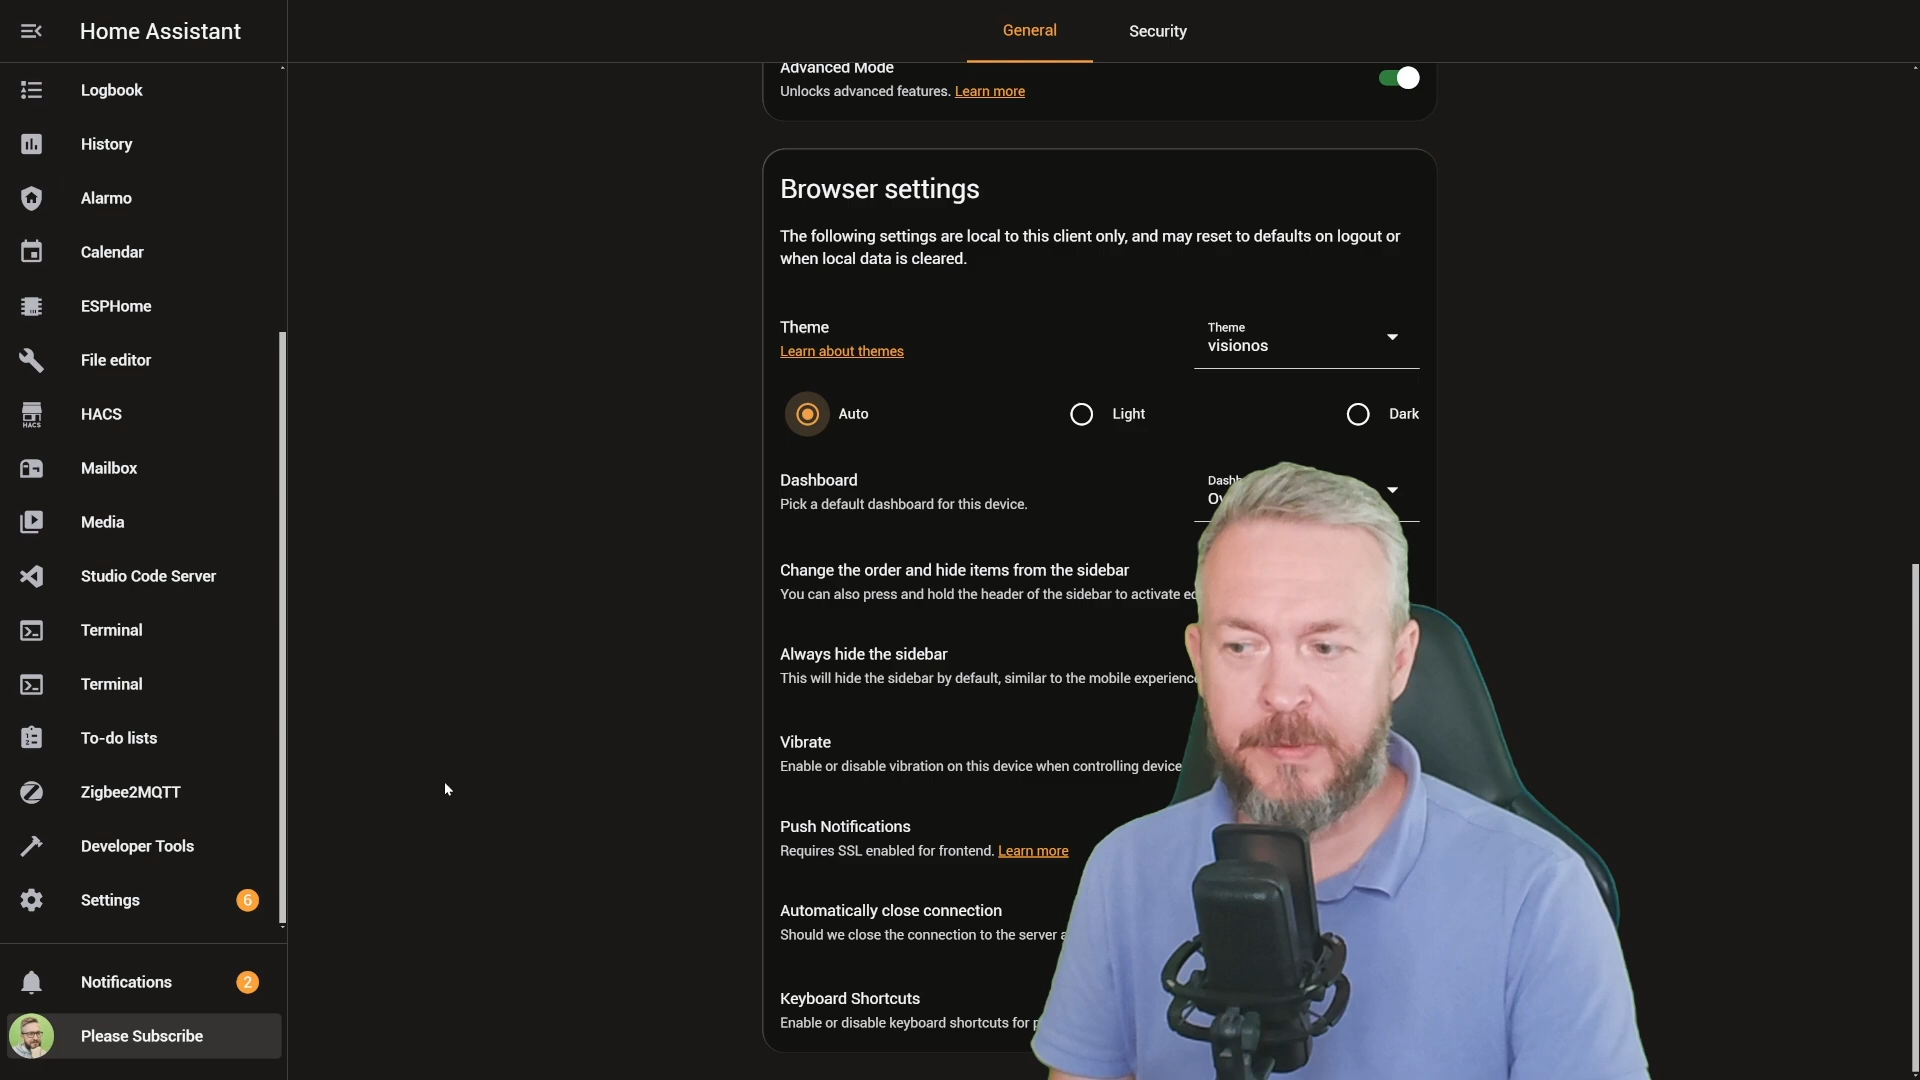 Home Assistant
General
Security
Logbook
History
Alarmo
Calendar
ESPHome
File editor
HACS
HACS
Mailbox
Media
Studio Code Server
Terminal
Terminal
To-do lists
Zigbee2MQTT
Developer Tools
Settings 6
Notifications 2
Please Subscribe
Advanced Mode
Unlocks advanced features. Learn more
Browser settings
The following settings are local to this client only, and may reset to defaults on logout or
when local data is cleared.
Theme
Learn about themes
Theme
visionos
Auto
Light
Dark
Dashboard
Pick a default dashboard for this device.
Change the order and hide items from the sidebar
You can also press and hold the header of the sidebar to activate
Always hide the sidebar
This will hide the sidebar by default, similar to the mobile experience
Vibrate
Enable or disable vibration on this device when controlling device
Push Notifications
Requires SSL enabled for frontend. Learn more
Automatically close connection
Should we close the connection to the server
Keyboard Shortcuts
Enable or disable keyboard shortcuts for